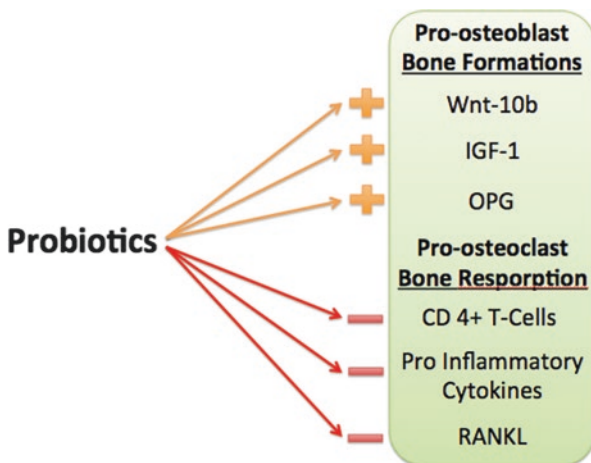 Pro-osteoblast
Bone Formations
Wnt-10b
IGF-1
OPG
Probiotics
Pro-osteoclast
Bone Resporption
CD 4+ T-Cells
Pro Inflammatory
Cytokines
RANKL